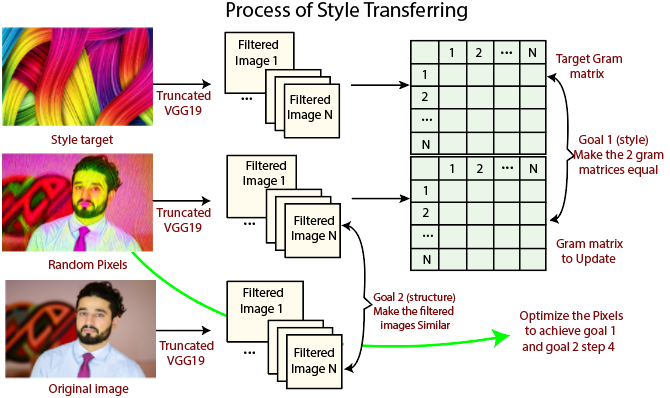 Process of Style Transferring
Style target
Truncated
VGG19
Filtered
Image 1
...
Filtered
Image N
1 2 ... N
1
2
...
N
Target Gram
matrix
Goal 1 (style)
Make the 2 gram
matrices equal
Random Pixels
Truncated
VGG19
Filtered
Image 1
...
Filtered
Image N
1 2 ... N
1
2
...
N
Gram matrix
to Update
Goal 2 (structure)
Make the filtered
images Similar
Original image
Truncated
VGG19
Filtered
Image 1
...
Filtered
Image N
Optimize the Pixels
to achieve goal 1
and goal 2 step 4